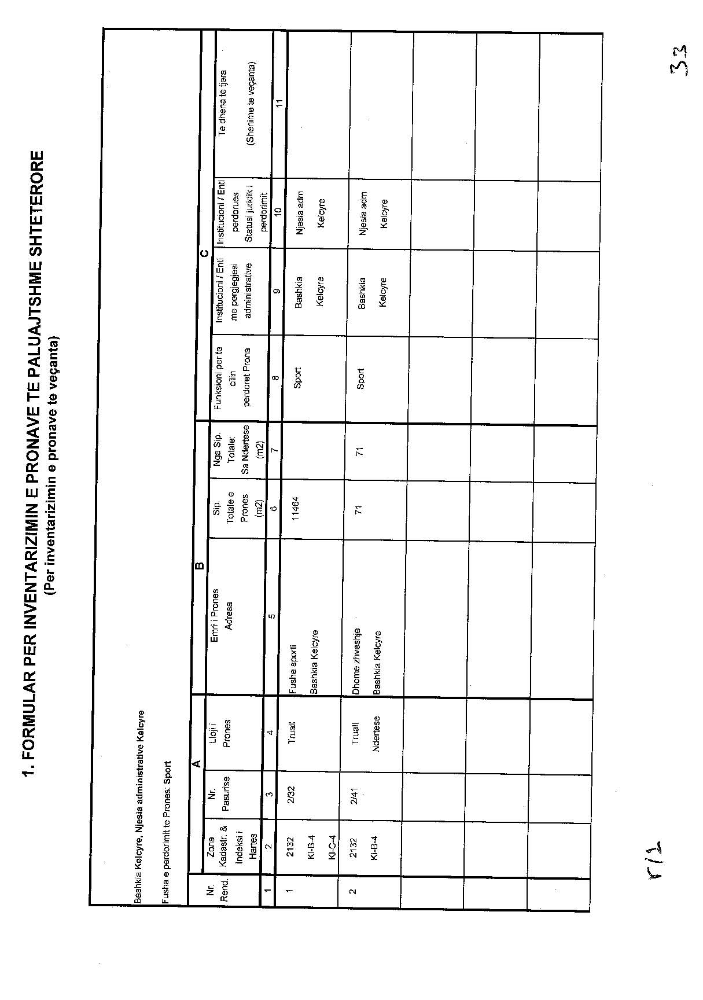 1. FORMULAR PER INVENTARIZIMIN E PRONAVE TE PALUAJTSHME SHTETERORE
(Per inventarizimin e pronave te veçanta)
Bashkia Kelcyre, Njesia administrative Kelcyre
Fusha e perdorimit te Prones: Sport
A
B
C
Nr.
Rend.
Zona
Kadastr. &
indeksi i
Hartes
Nr.
Pasurise
Lloji i
Prones
Emri i Prones
Adresa
Sip.
Totale e
Prones
(m2)
Nga Sip.
Totale:
Sa Ndertese
(m2)
Funksioni per te
cilin
perdoret Prona
Institucioni / Enti
me pergjegjesi
administrative
Institucioni / Enti
perdorues
Statusi juridik i
perdorimit
Te dhena te tjera
(Shenime te veçanta)
1 2 3 4 5 6 7 8 9 10 11
1
2132
KI-B-4
KI-C-4
2/32
Truall
Fushe sporti
Bashkia Kelcyre
11464
Sport
Bashkia
Kelcyre
Njesia adm
Kelcyre
2
2132
KI-B-4
2/41
Truall
Ndertese
Dhome zhveshje
Bashkia Kelcyre
71
71
Sport
Bashkia
Kelcyre
Njesia adm
Kelcyre
33